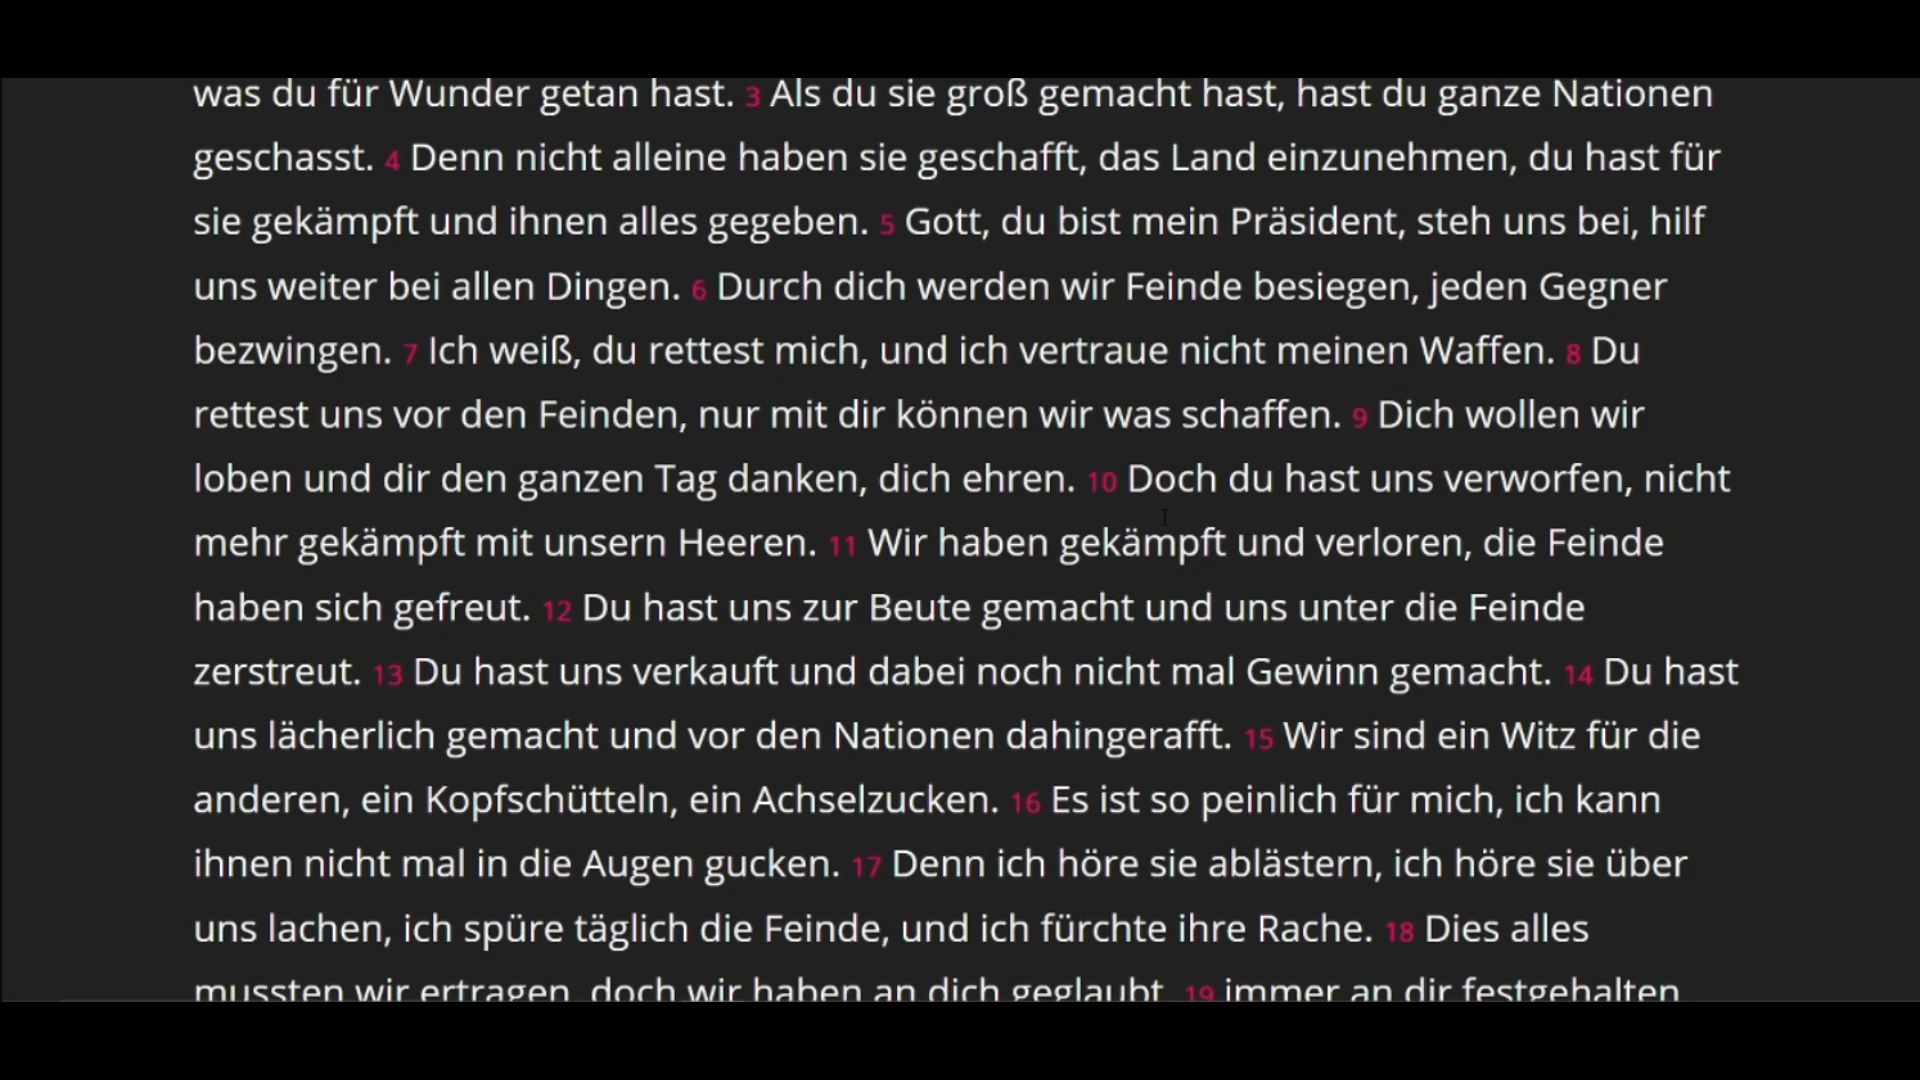 was du für Wunder getan hast. 3 Als du sie groß gemacht hast, hast du ganze Nationen
geschasst. 4 Denn nicht alleine haben sie geschafft, das Land einzunehmen, du hast für
sie gekämpft und ihnen alles gegeben. 5 Gott, du bist mein Präsident, steh uns bei, hilf
uns weiter bei allen Dingen. 6 Durch dich werden wir Feinde besiegen, jeden Gegner
bezwingen. 7 Ich weiß, du rettest mich, und ich vertraue nicht meinen Waffen. 8 Du
rettest uns vor den Feinden, nur mit dir können wir was schaffen. 9 Dich wollen wir
loben und dir den ganzen Tag danken, dich ehren. 10 Doch du hast uns verworfen, nicht
mehr gekämpft mit unsern Heeren. 11 Wir haben gekämpft und verloren, die Feinde
haben sich gefreut. 12 Du hast uns zur Beute gemacht und uns unter die Feinde
zerstreut. 13 Du hast uns verkauft und dabei noch nicht mal Gewinn gemacht. 14 Du hast
uns lächerlich gemacht und vor den Nationen dahingerafft. 15 Wir sind ein Witz für die
anderen, ein Kopfschütteln, ein Achselzucken. 16 Es ist so peinlich für mich, ich kann
ihnen nicht mal in die Augen gucken. 17 Denn ich höre sie ablästern, ich höre sie über
uns lachen, ich spüre täglich die Feinde, und ich fürchte ihre Rache. 18 Dies alles
mussten wir ertragen, doch wir haben an dich geglaubt, 19 immer an dir festgehalten